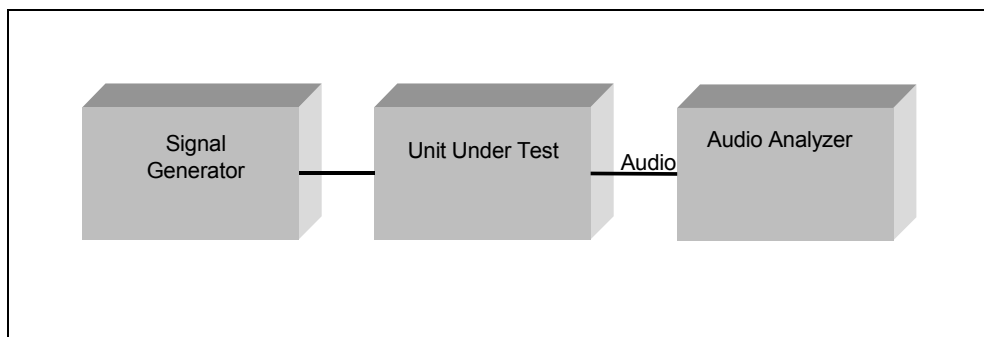 Signal
Generator
Unit Under Test
Audio
Audio Analyzer